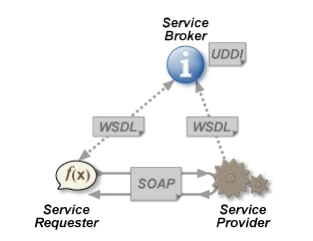 Service
Broker
UDDI
i
WSDL
WSDL
f(x)
SOAP
Service
Requester
Service
Provider